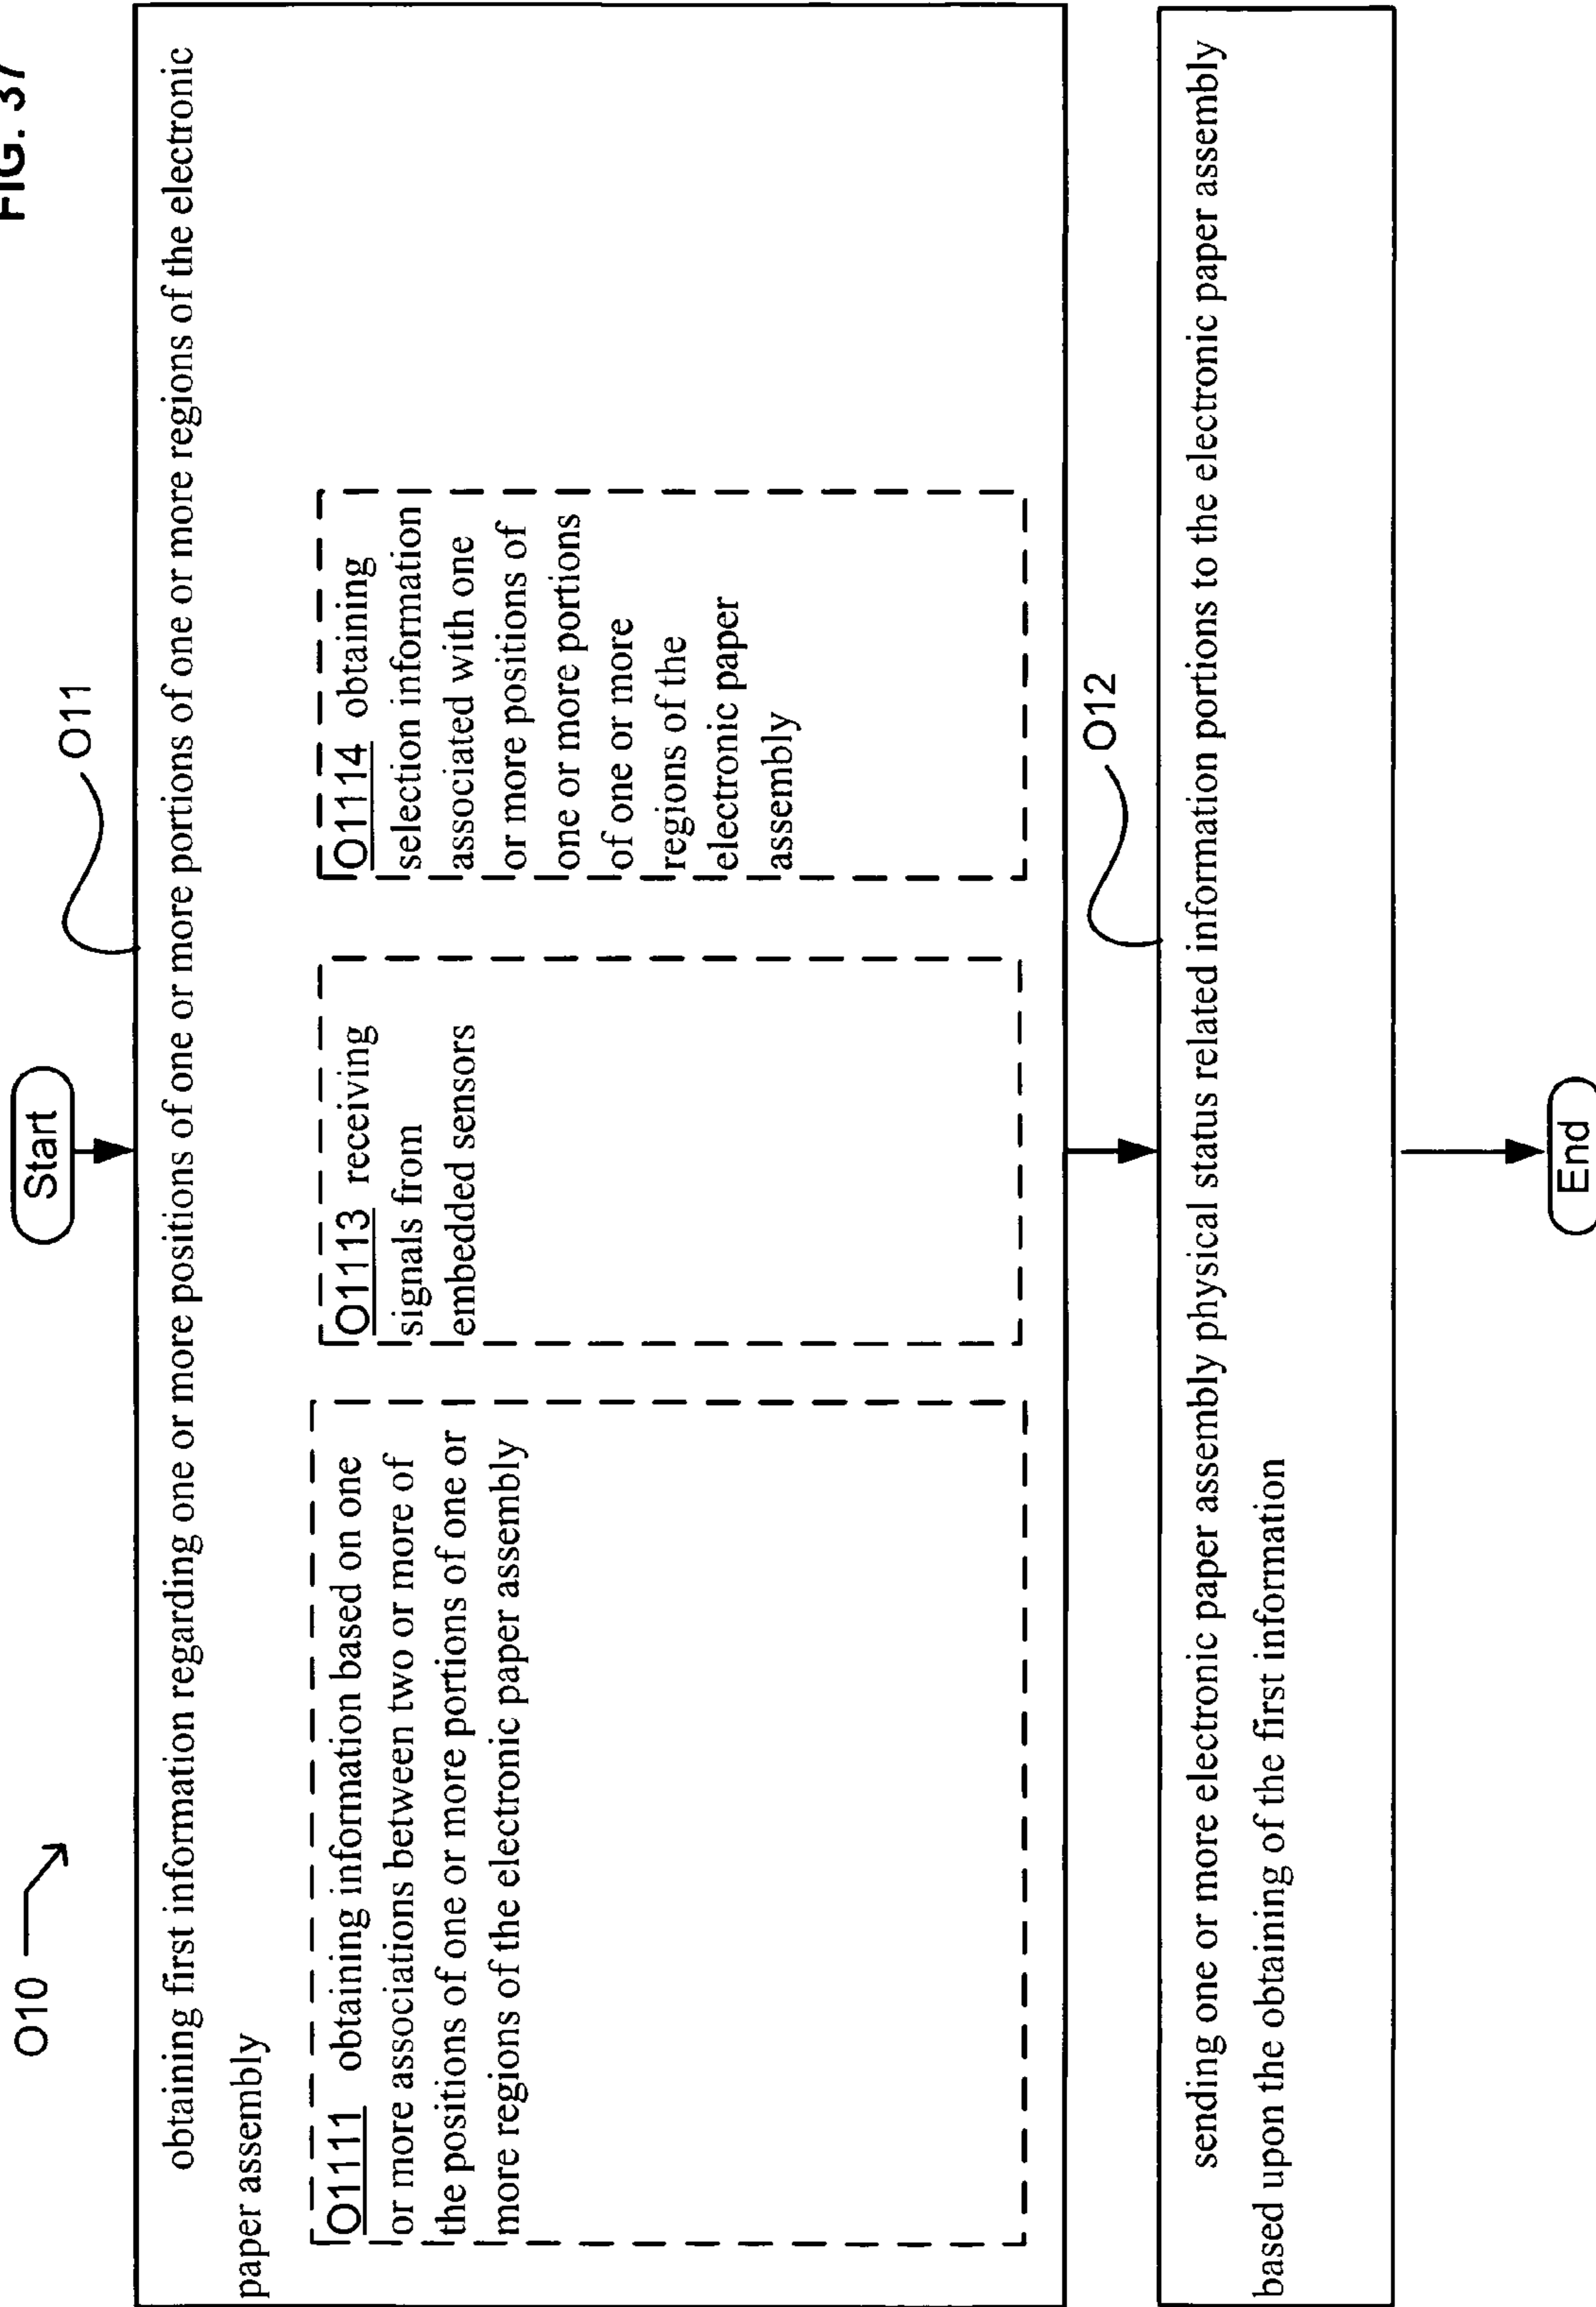 FIG. 37
O10
Start
O11
obtaining first information regarding one or more positions of one or more portions of one or more regions of the electronic
paper assembly
O1111 obtaining information based on one
or more associations between two or more of
the positions of one or more portions of one or
more regions of the electronic paper assembly
O1113 receiving
signals from
embedded sensors
O1114 obtaining
selection information
associated with one
or more positions of
one or more portions
of one or more
regions of the
electronic paper
assembly
O12
sending one or more electronic paper assembly physical status related information portions to the electronic paper assembly
based upon the obtaining of the first information
End